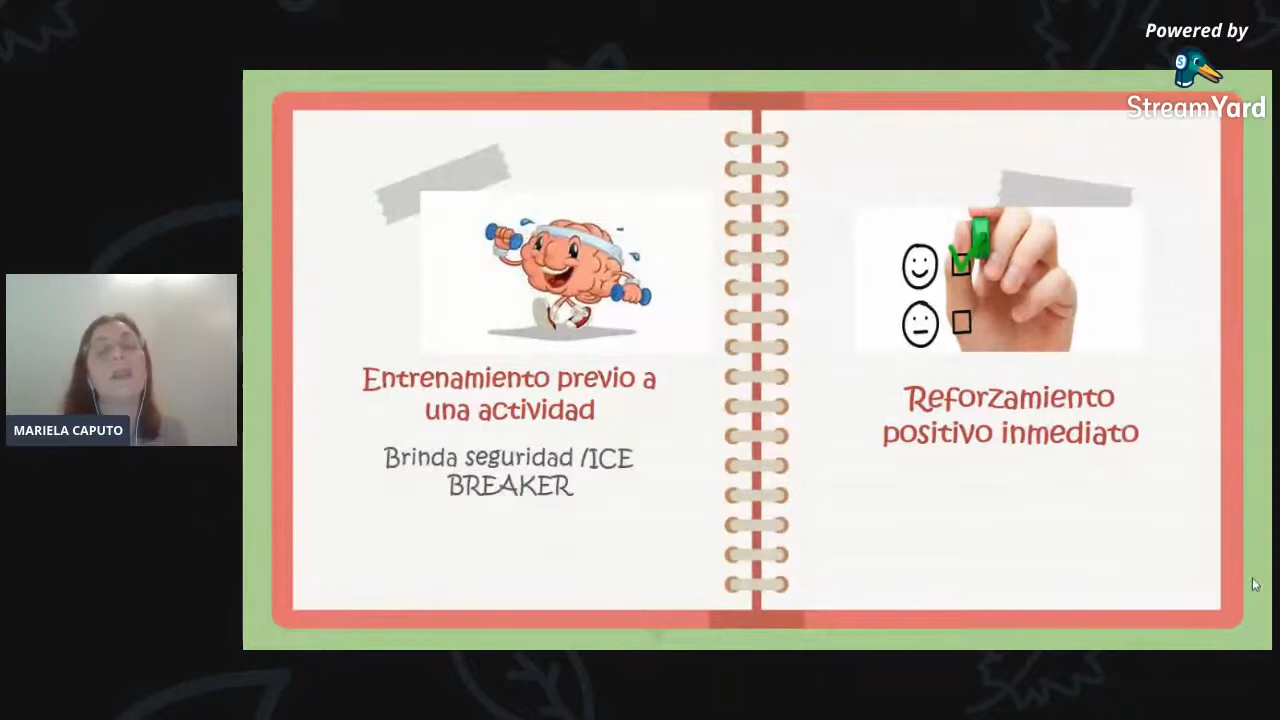 Powered by
StreamYard
Entrenamiento previo a
una actividad
Brinda seguridad /ICE
BREAKER
Reforzamiento
positivo inmediato
MARIELA CAPUTO